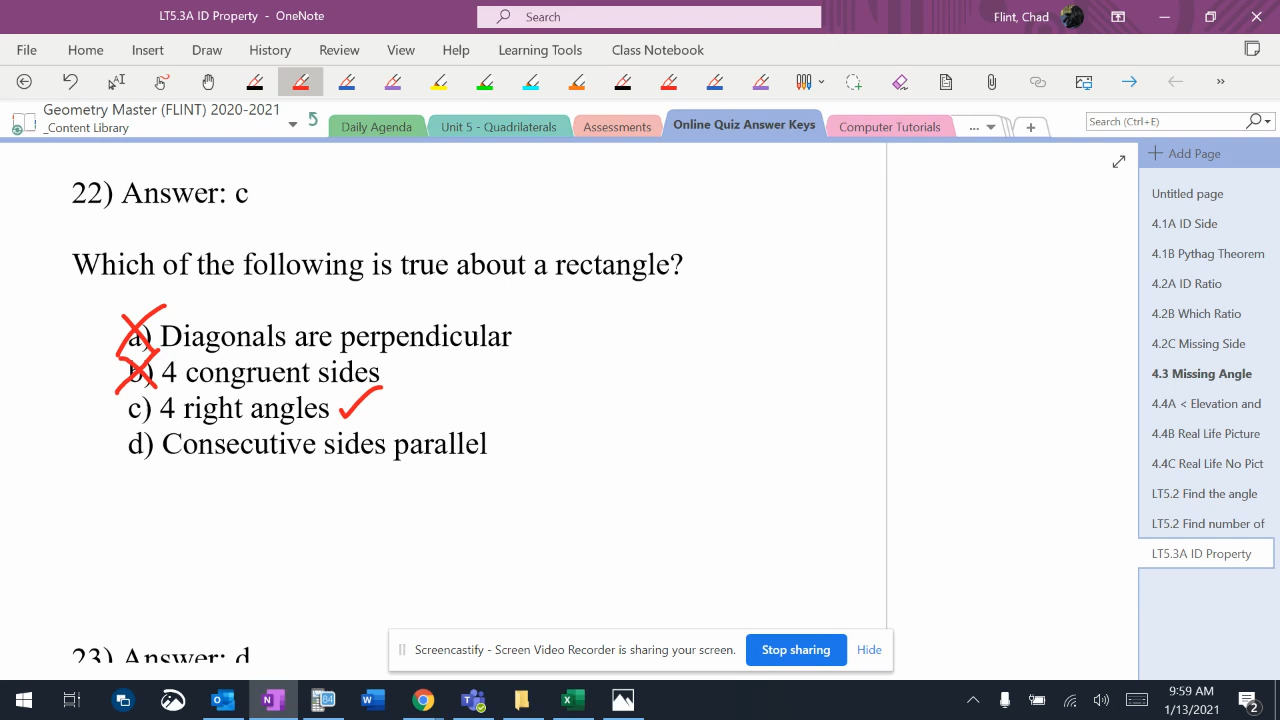 LT5.3A ID Property - OneNote
Search
Flint, Chad
File Home Insert Draw History Review View Help Learning Tools Class Notebook
Geometry Master (FLINT) 2020-2021
_Content Library
Daily Agenda
Unit 5 - Quadrilaterals
Assessments
Online Quiz Answer Keys
Computer Tutorials
...
Search (Ctrl+E)
Add Page
Untitled page
4.1A ID Side
4.1B Pythag Theorem
4.2A ID Ratio
4.2B Which Ratio
4.2C Missing Side
4.3 Missing Angle
4.4A < Elevation and
4.4B Real Life Picture
4.4C Real Life No Pict
LT5.2 Find the angle
LT5.2 Find number of
LT5.3A ID Property
22) Answer: c
Which of the following is true about a rectangle?
a) Diagonals are perpendicular
b) 4 congruent sides
c) 4 right angles
d) Consecutive sides parallel
23) Answer: d
Screencastify - Screen Video Recorder is sharing your screen.
Stop sharing
Hide
84
9:59 AM
1/13/2021
2